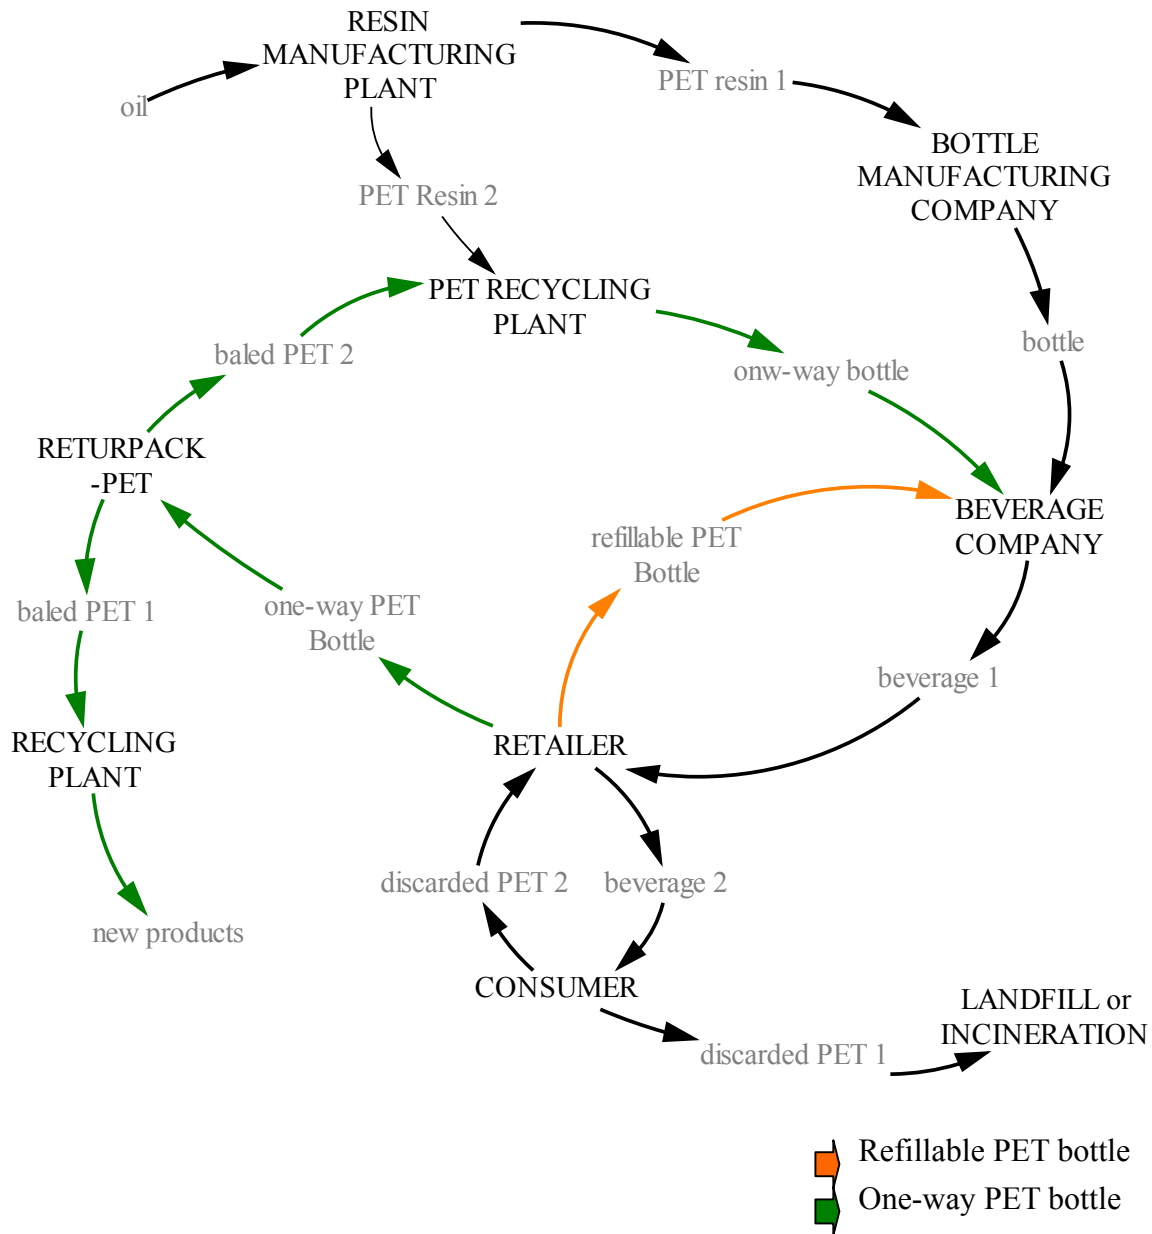 RESIN
MANUFACTURING
PLANT
oil
PET resin 1
BOTTLE
MANUFACTURING
COMPANY
PET Resin 2
PET RECYCLING
PLANT
baled PET 2
onw-way bottle
bottle
RETURPACK
-PET
BEVERAGE
COMPANY
refillable PET
Bottle
baled PET 1
one-way PET
Bottle
beverage 1
RECYCLING
PLANT
RETAILER
discarded PET 2
beverage 2
new products
CONSUMER
LANDFILL or
INCINERATION
discarded PET 1
Refillable PET bottle
One-way PET bottle